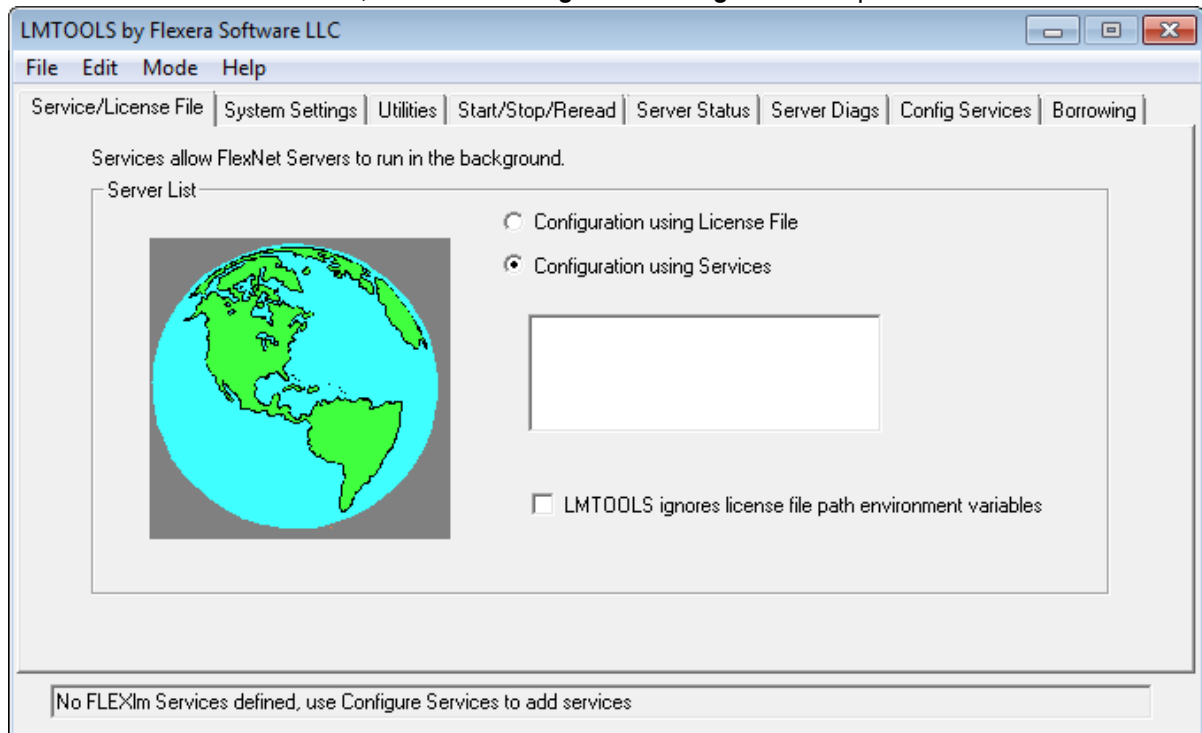 LMTOOLS by Flexera Software LLC
File Edit Mode Help
Service/License File System Settings Utilities Start/Stop/Reread Server Status Server Diags Config Services Borrowing
Services allow FlexNet Servers to run in the background.
Server List
Configuration using License File
Configuration using Services
LMTOOLS ignores license file path environment variables
No FLEXlm Services defined, use Configure Services to add services